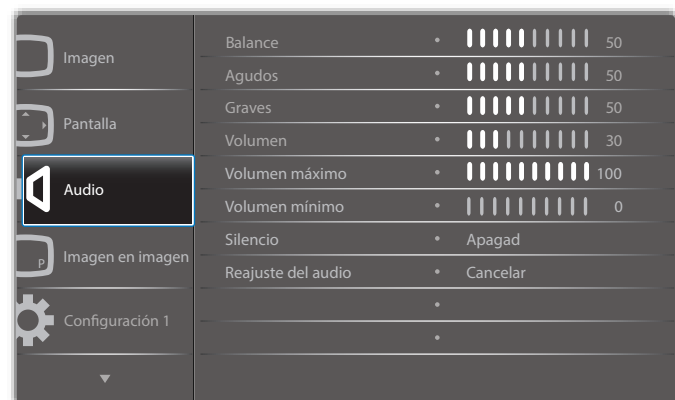 Imagen
Pantalla
Audio
P
Imagen en imagen
Configuración 1
Balance • 50
Agudos • 50
Graves • 50
Volumen • 30
Volumen máximo • 100
Volumen mínimo • 0
Silencio • Apagad
Reajuste del audio • Cancelar
•
•